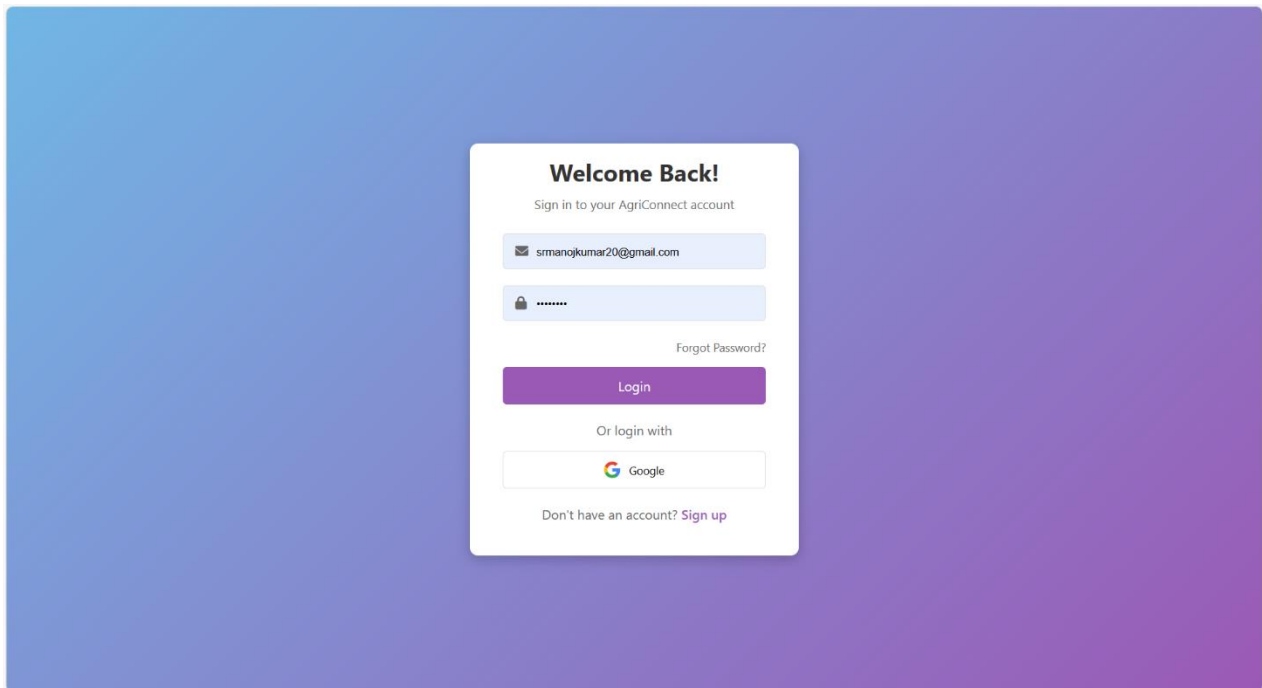 Welcome Back!
Sign in to your AgriConnect account
srmanojkumar20@gmail.com
••••••••
Forgot Password?
Login
Or login with
Google
Don't have an account? Sign up